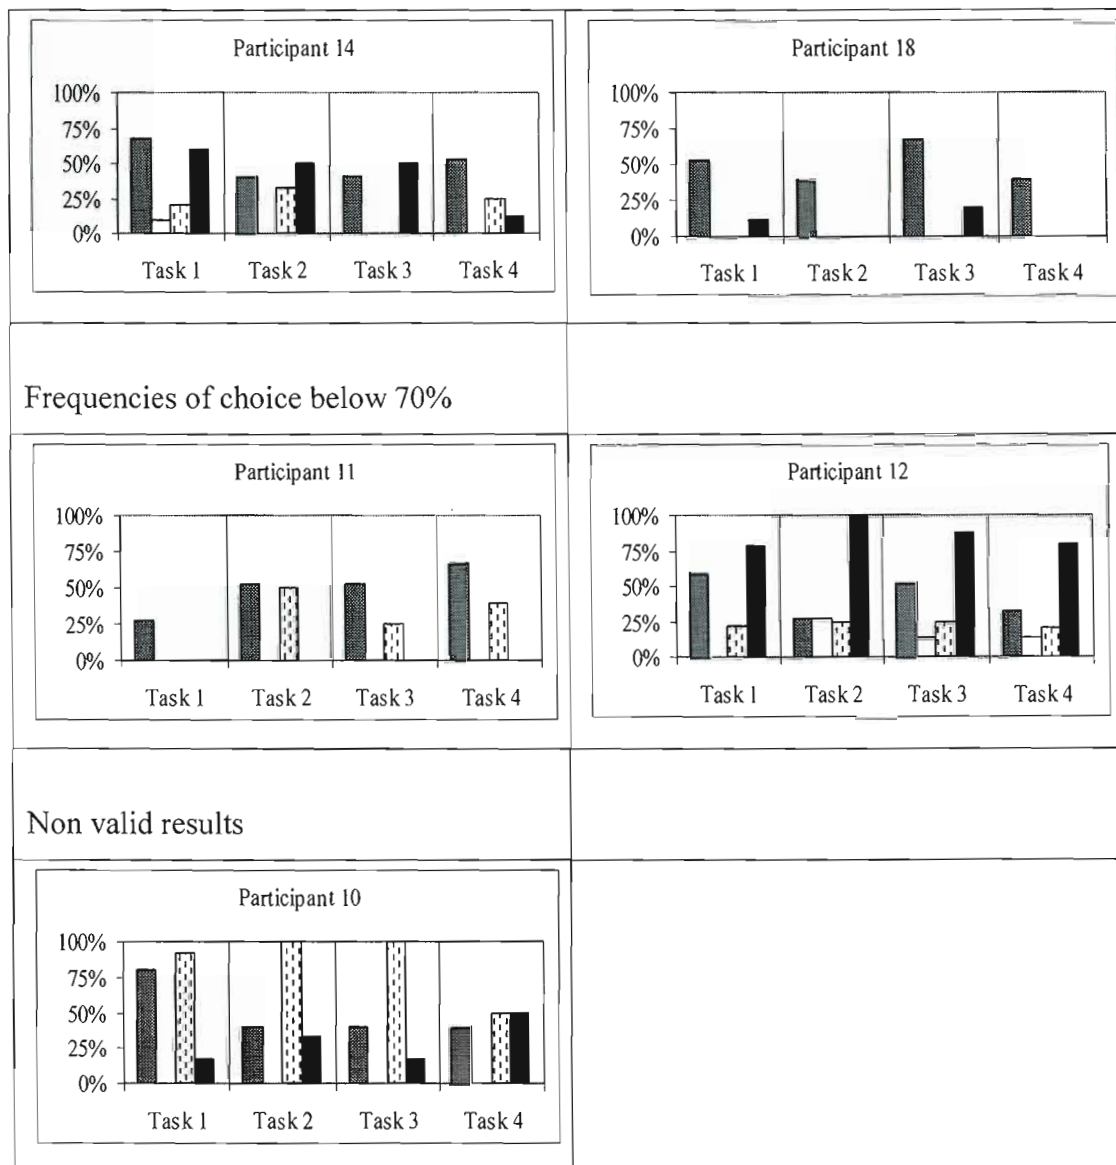 Participant 14
100%
75%
50%
25%
0%
Task 1 Task 2 Task 3 Task 4
Participant 18
100%
75%
50%
25%
0%
Task 1 Task 2 Task 3 Task 4
Frequencies of choice below 70%
Participant 11
100%
75%
50%
25%
0%
Task 1 Task 2 Task 3 Task 4
Participant 12
100%
75%
50%
25%
0%
Task 1 Task 2 Task 3 Task 4
Non valid results
Participant 10
100%
75%
50%
25%
0%
Task 1 Task 2 Task 3 Task 4